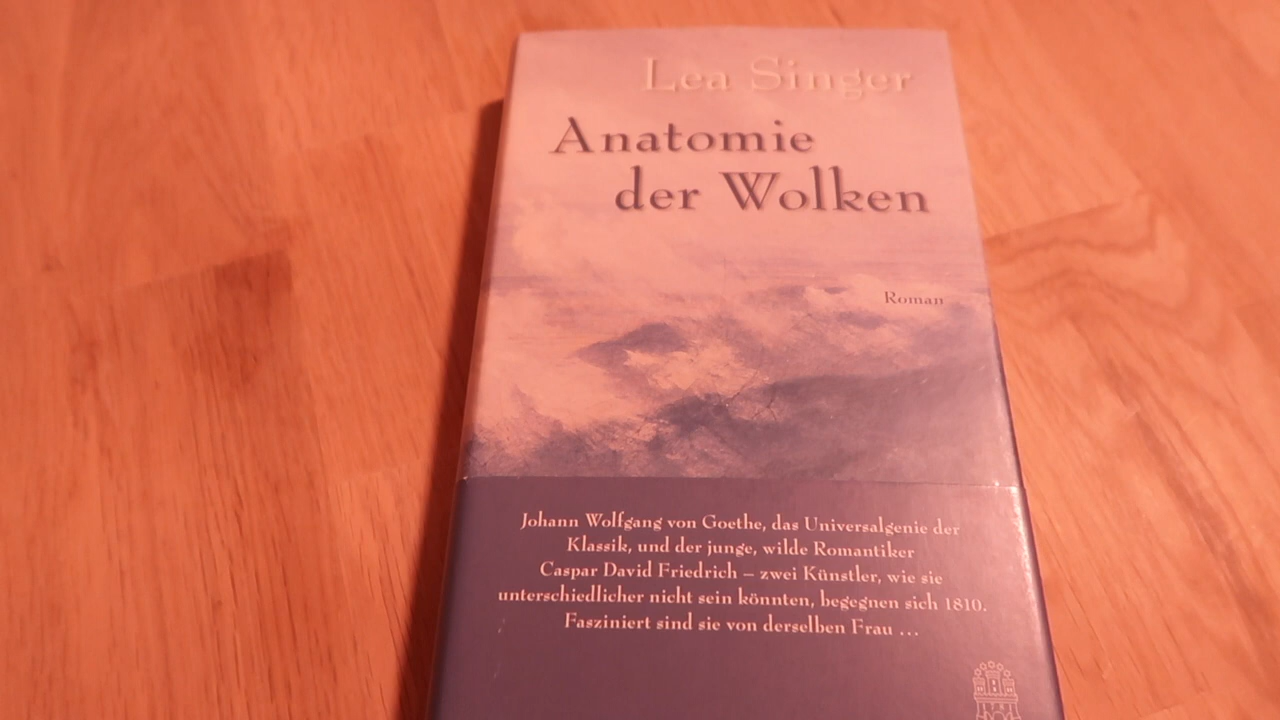 Lea Singer
Anatomie
der Wolken
Roman
Johann Wolfgang von Goethe, das Universalgenie der
Klassik, und der junge, wilde Romantiker
Caspar David Friedrich – zwei Künstler, wie sie
unterschiedlicher nicht sein könnten, begegnen sich 1810.
Fasziniert sind sie von derselben Frau …